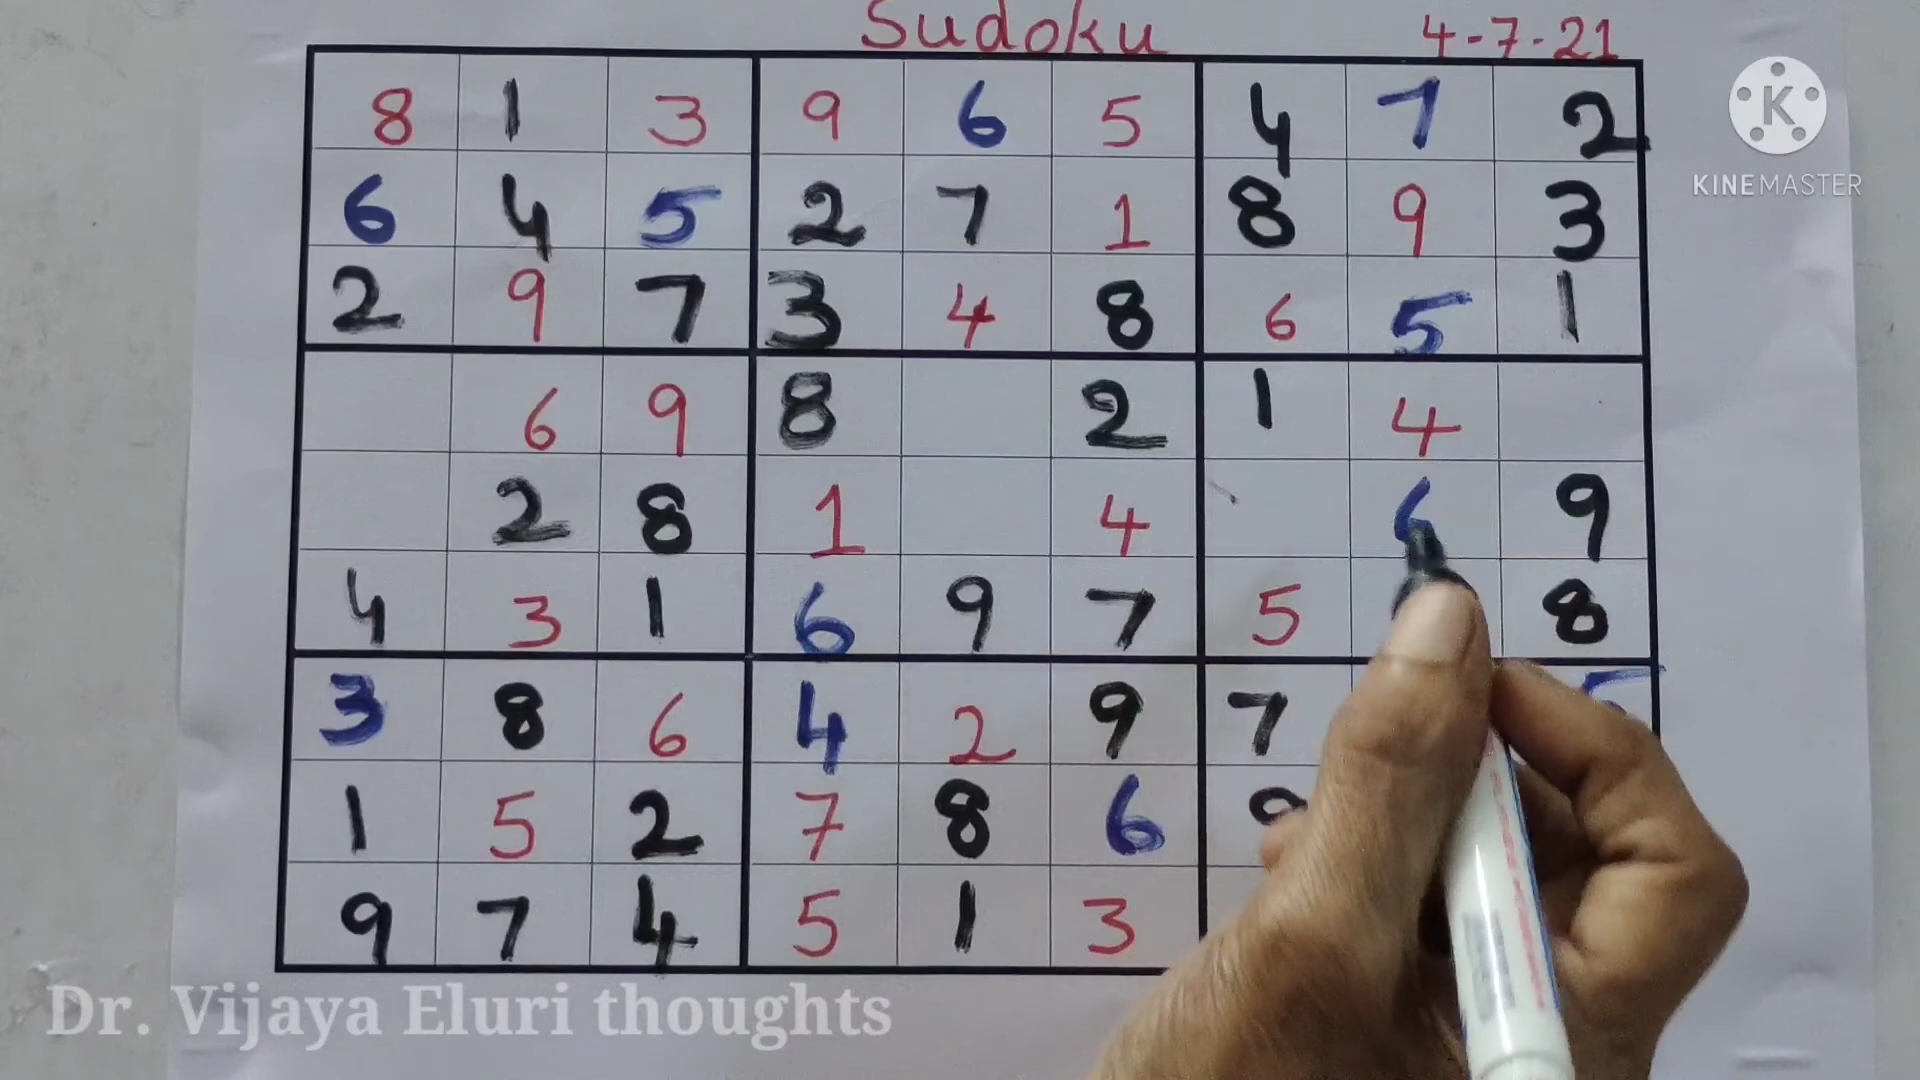 Sudoku 4-7-21
8 1 3 9 6 5 4 7 2
6 4 5 2 7 1 8 9 3
2 9 7 3 4 8 6 5 1
6 9 8 2 1 4
2 8 1 4 6 9
4 3 1 6 9 7 5 8
3 8 6 4 2 9 7 5
1 5 2 7 8 6 9
9 7 4 5 1 3
K
KINEMASTER
Dr. Vijaya Eluri thoughts